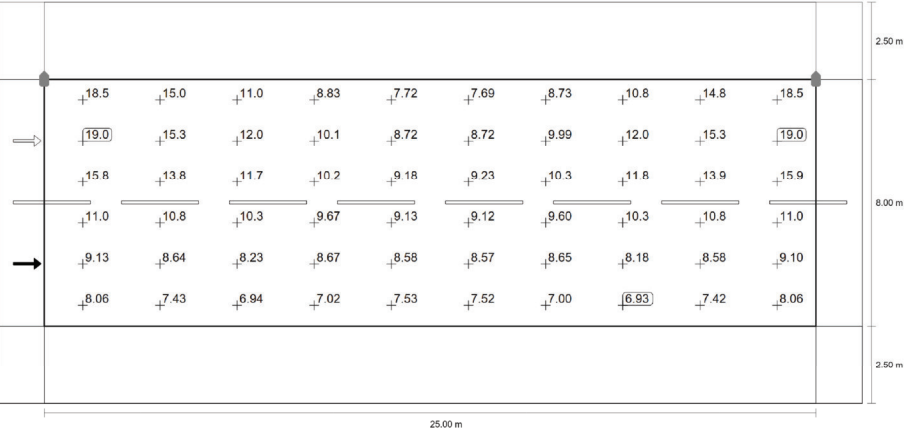 2.50 m
18.5 15.0 11.0 8.83 7.72 7.69 8.73 10.8 14.8 18.5
19.0 15.3 12.0 10.1 8.72 8.72 9.99 12.0 15.3 19.0
15.8 13.8 11.7 10.2 9.18 9.23 10.3 11.8 13.9 15.9
8.00 m
11.0 10.8 10.3 9.67 9.13 9.12 9.60 10.3 10.8 11.0
9.13 8.64 8.23 8.67 8.58 8.57 8.65 8.18 8.58 9.10
8.06 7.43 6.94 7.02 7.53 7.52 7.00 6.93 7.42 8.06
2.50 m
25.00 m